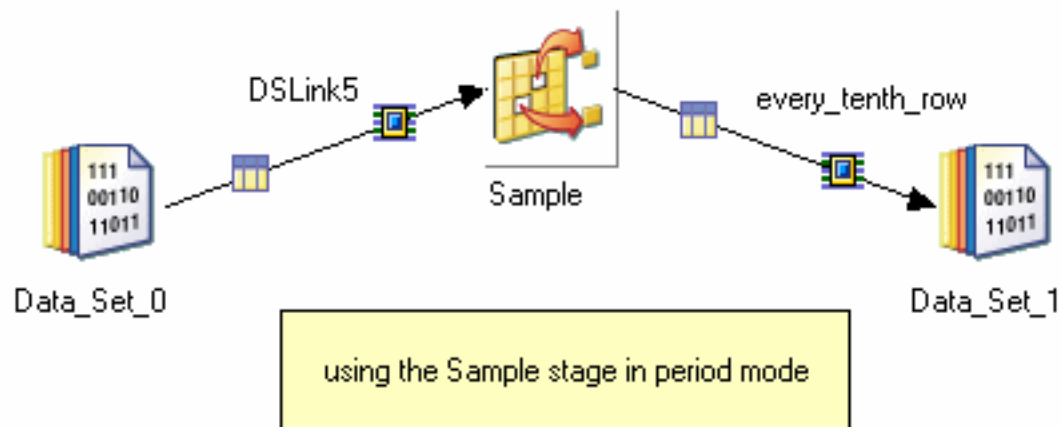 DSLink5
every_tenth_row
111
00110
11011
Sample
111
00110
11011
Data_Set_0
Data_Set_1
using the Sample stage in period mode